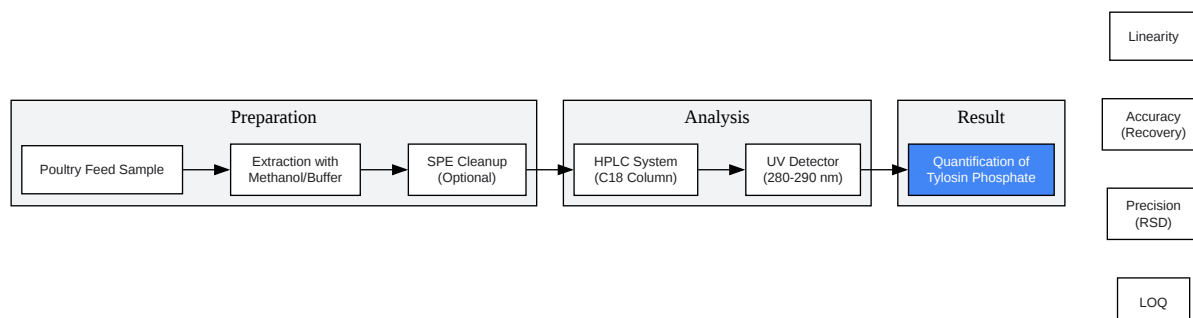 Preparation
Poultry Feed Sample
Extraction with
Methanol/Buffer
SPE Cleanup
(Optional)
Analysis
HPLC System
(C18 Column)
UV Detector
(280-290 nm)
Result
Quantification of
Tylosin Phosphate
Linearity
Accuracy
(Recovery)
Precision
(RSD)
LOQ